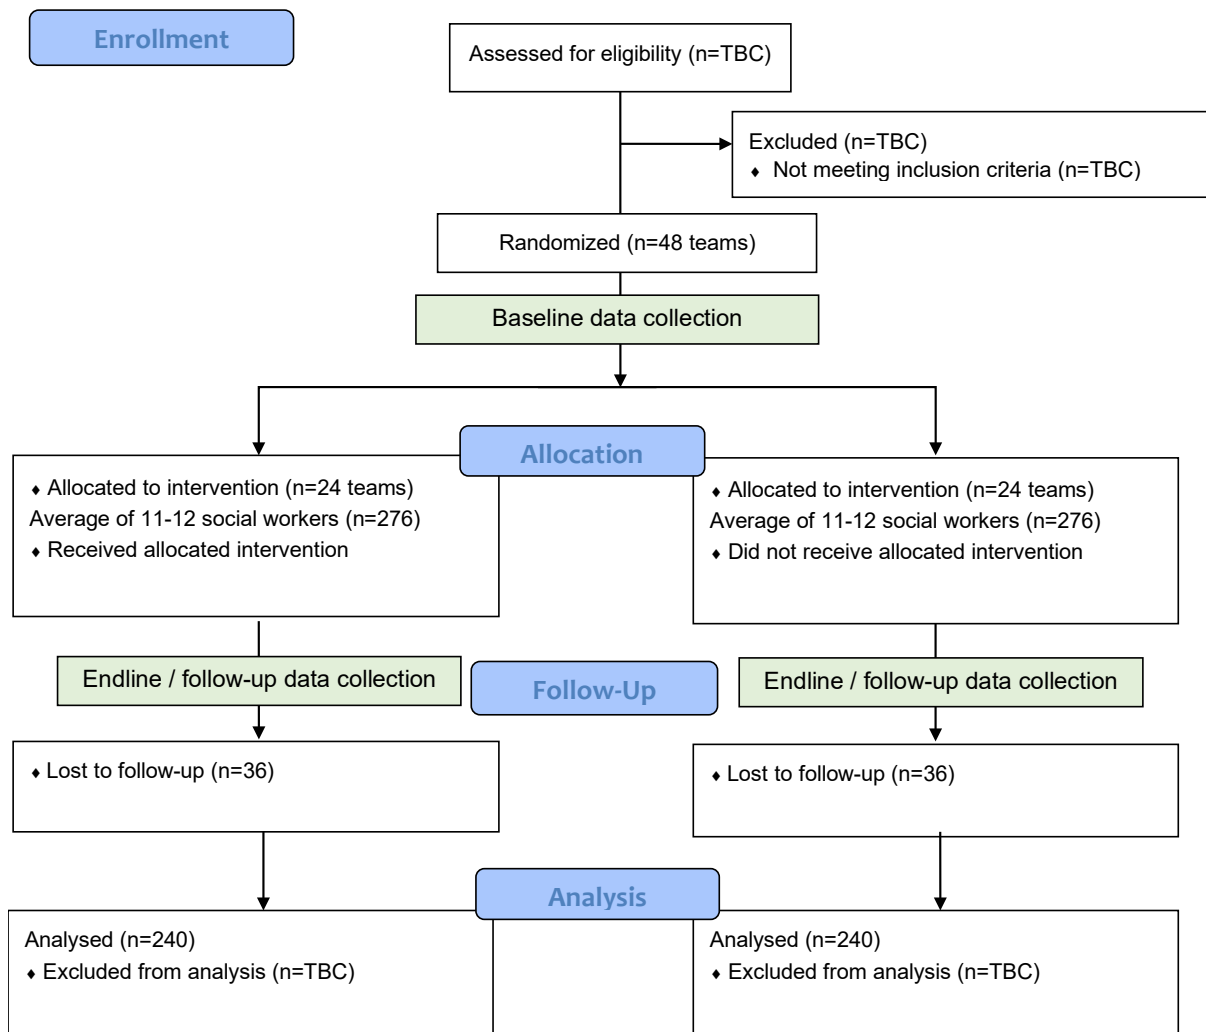 Enrollment
Assessed for eligibility (n=TBC)
Excluded (n=TBC)
♦ Not meeting inclusion criteria (n=TBC)
Randomized (n=48 teams)
Baseline data collection
Allocation
♦ Allocated to intervention (n=24 teams)
Average of 11-12 social workers (n=276)
♦ Received allocated intervention
♦ Allocated to intervention (n=24 teams)
Average of 11-12 social workers (n=276)
♦ Did not receive allocated intervention
Endline / follow-up data collection
Follow-Up
Endline / follow-up data collection
♦ Lost to follow-up (n=36)
♦ Lost to follow-up (n=36)
Analysis
Analysed (n=240)
♦ Excluded from analysis (n=TBC)
Analysed (n=240)
♦ Excluded from analysis (n=TBC)